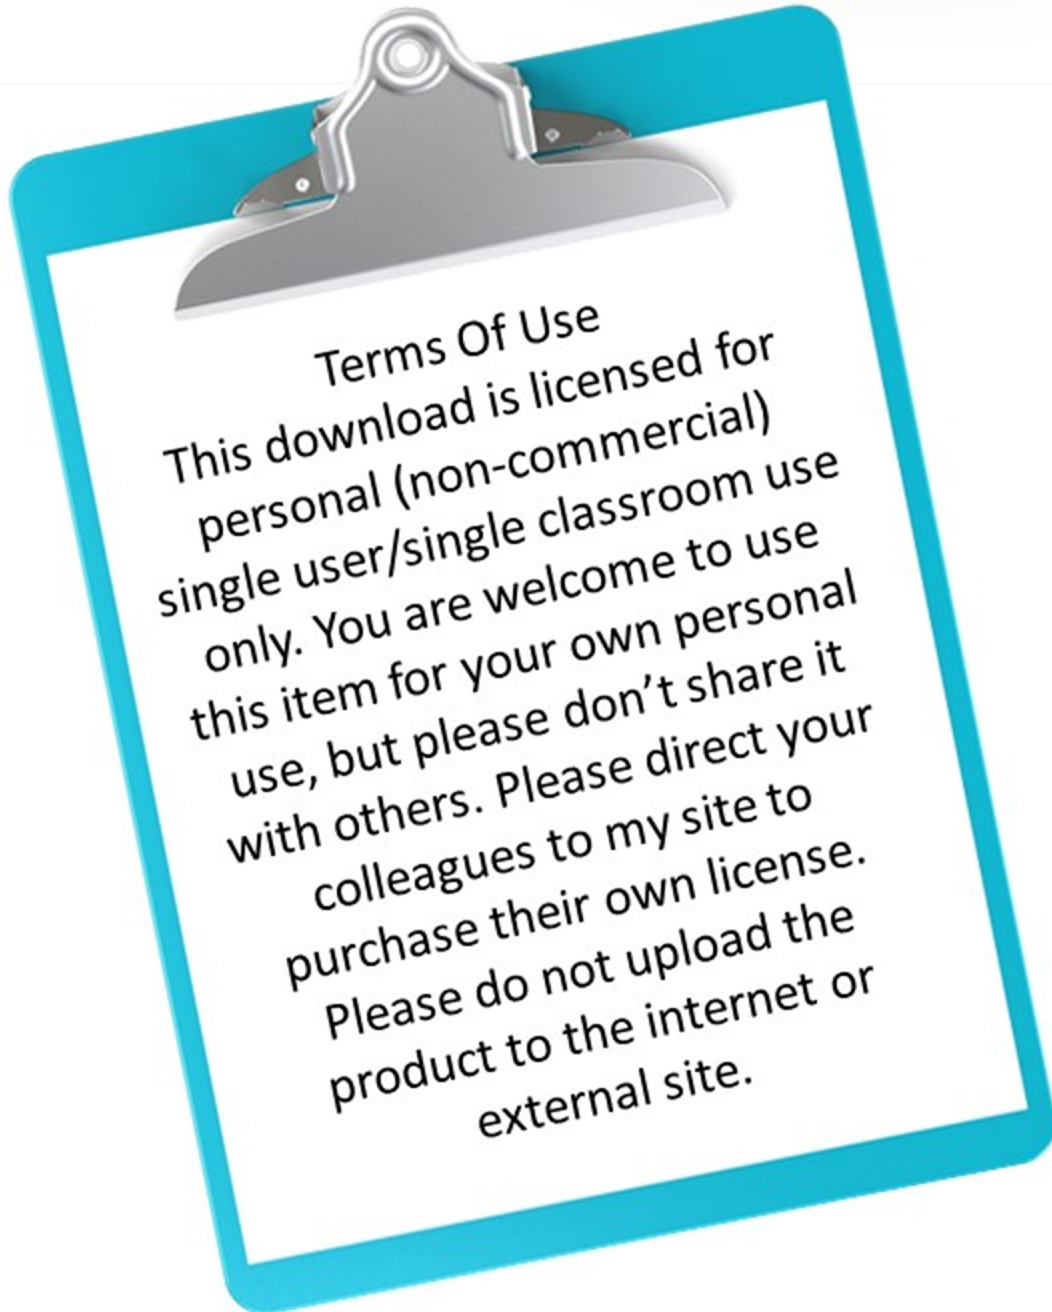 Terms Of Use
This download is licensed for
personal (non-commercial)
single user/single classroom use
only. You are welcome to use
this item for your own personal
use, but please don’t share it
with others. Please direct your
colleagues to my site to
purchase their own license.
Please do not upload the
product to the internet or
external site.